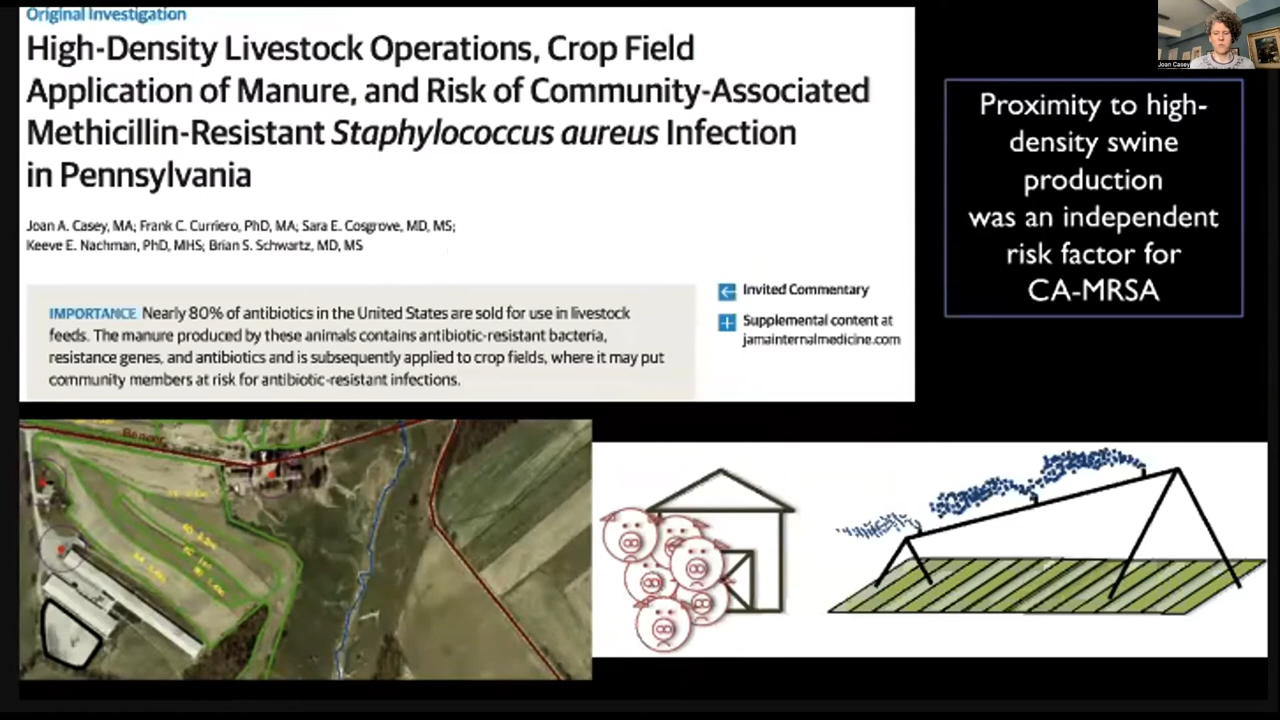 Original Investigation
High-Density Livestock Operations, Crop Field
Application of Manure, and Risk of Community-Associated
Methicillin-Resistant Staphylococcus aureus Infection
in Pennsylvania
Joan A. Casey, MA; Frank C. Curriero, PhD, MA; Sara E. Cosgrove, MD, MS;
Keeve E. Nachman, PhD, MHS; Brian S. Schwartz, MD, MS
IMPORTANCE Nearly 80% of antibiotics in the United States are sold for use in livestock
feeds. The manure produced by these animals contains antibiotic-resistant bacteria,
resistance genes, and antibiotics and is subsequently applied to crop fields, where it may put
community members at risk for antibiotic-resistant infections.
Invited Commentary
Supplemental content at
jamainternalmedicine.com
Joan Casey
Proximity to high-
density swine
production
was an independent
risk factor for
CA-MRSA